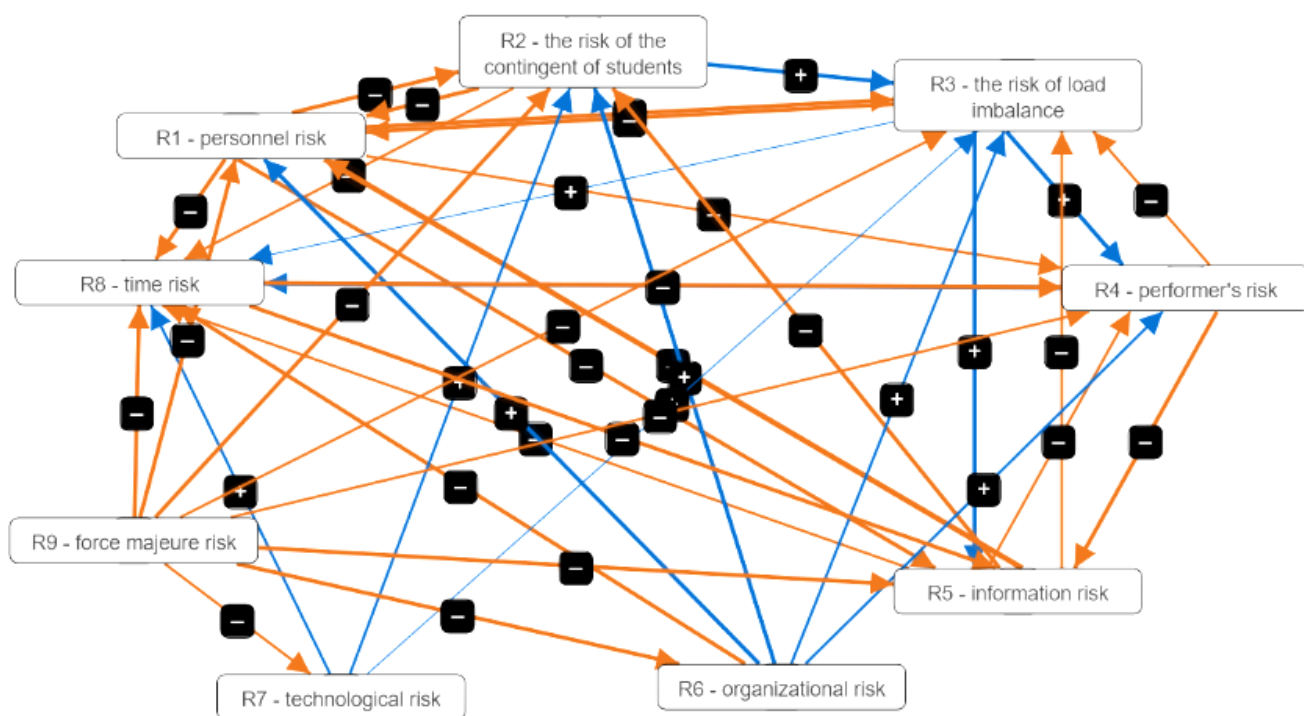 R2 - the risk of the
contingent of students
R3 - the risk of load
imbalance
R1 - personnel risk
R8 - time risk
R4 - performer's risk
R9 - force majeure risk
R5 - information risk
R7 - technological risk
R6 - organizational risk